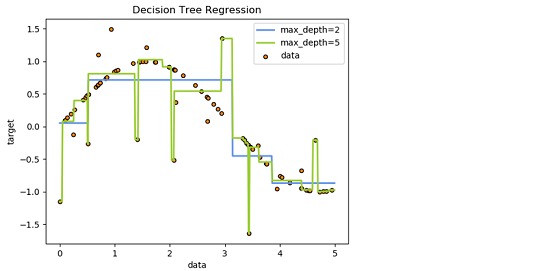 Decision Tree Regression
max_depth=2
max_depth=5
data
target
1.5
1.0
0.5
0.0
−0.5
−1.0
−1.5
0 1 2 3 4 5
data